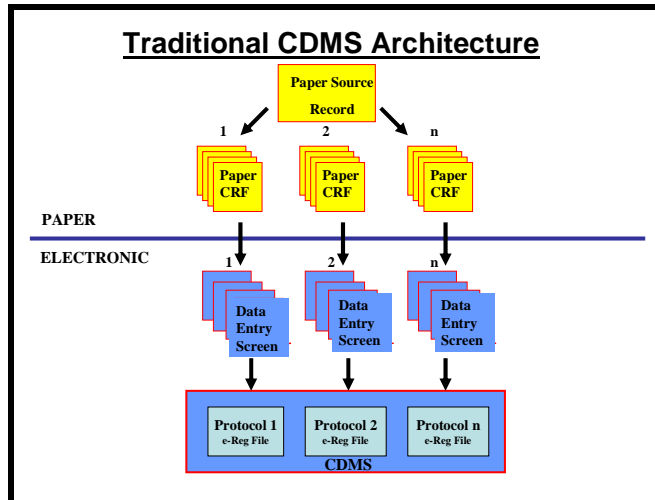 Traditional CDMS Architecture
Paper Source
Record
1
2
n
Paper
CRF
Paper
CRF
Paper
CRF
PAPER
ELECTRONIC
1
2
n
Data
Entry
Screen
Data
Entry
Screen
Data
Entry
Screen
Protocol 1
e-Reg File
Protocol 2
e-Reg File
Protocol n
e-Reg File
CDMS